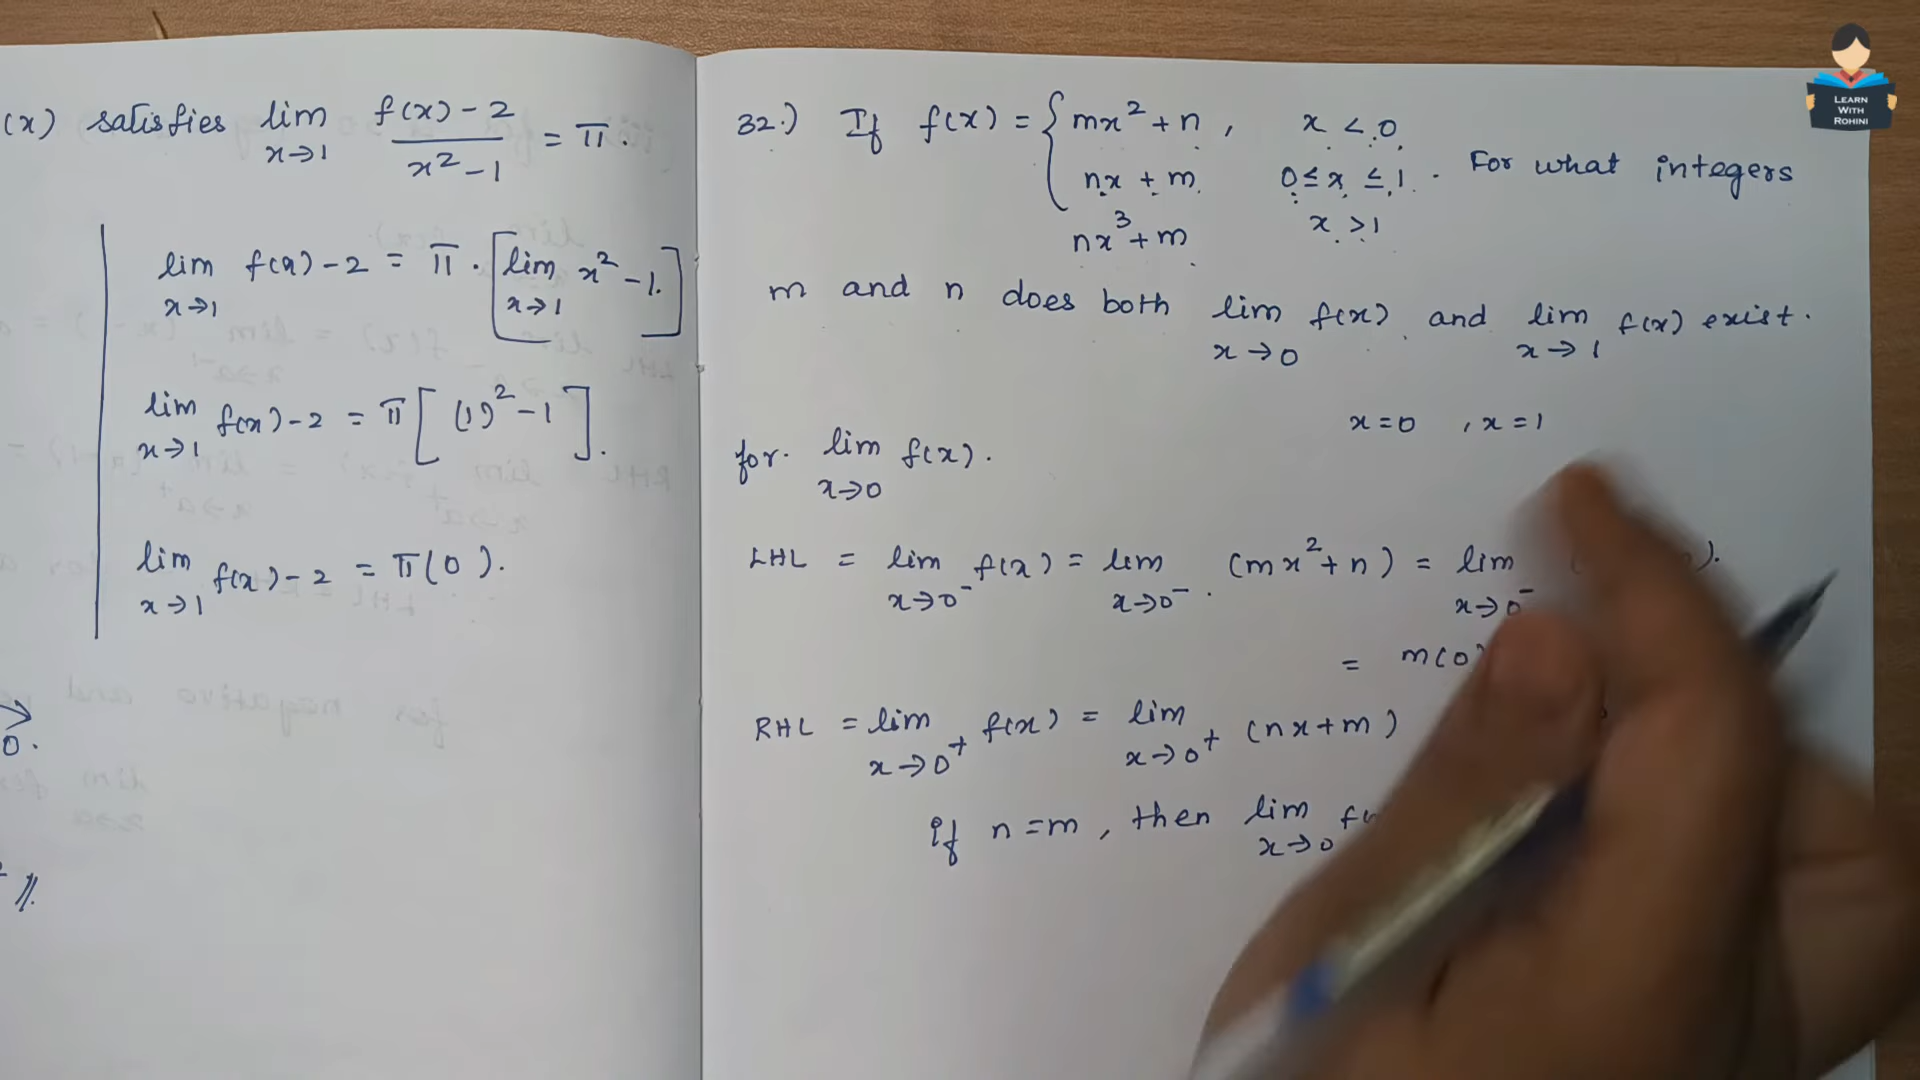 (x) satisfies lim x→1 f(x) - 2 / x² - 1 = π.
lim x→1 f(x) - 2 = π . [lim x→1 x² - 1.]
lim x→1 f(x) - 2 = π [(1)² - 1].
lim x→1 f(x) - 2 = π(0).
0.
//.
32.) If f(x) = { mx² + n , x < 0
nx + m 0 ≤ x ≤ 1 . For what integers
nx³ + m x > 1
m and n does both lim x→0 f(x) and lim x→1 f(x) exist.
x = 0 , x = 1
for. lim x→0 f(x).
LHL = lim x→0⁻ f(x) = lim x→0⁻ . (mx² + n) = lim x→0⁻
= m(0)
RHL = lim x→0⁺ f(x) = lim x→0⁺ (nx + m)
If n = m , then lim x→0
LEARN
WITH
ROHINI